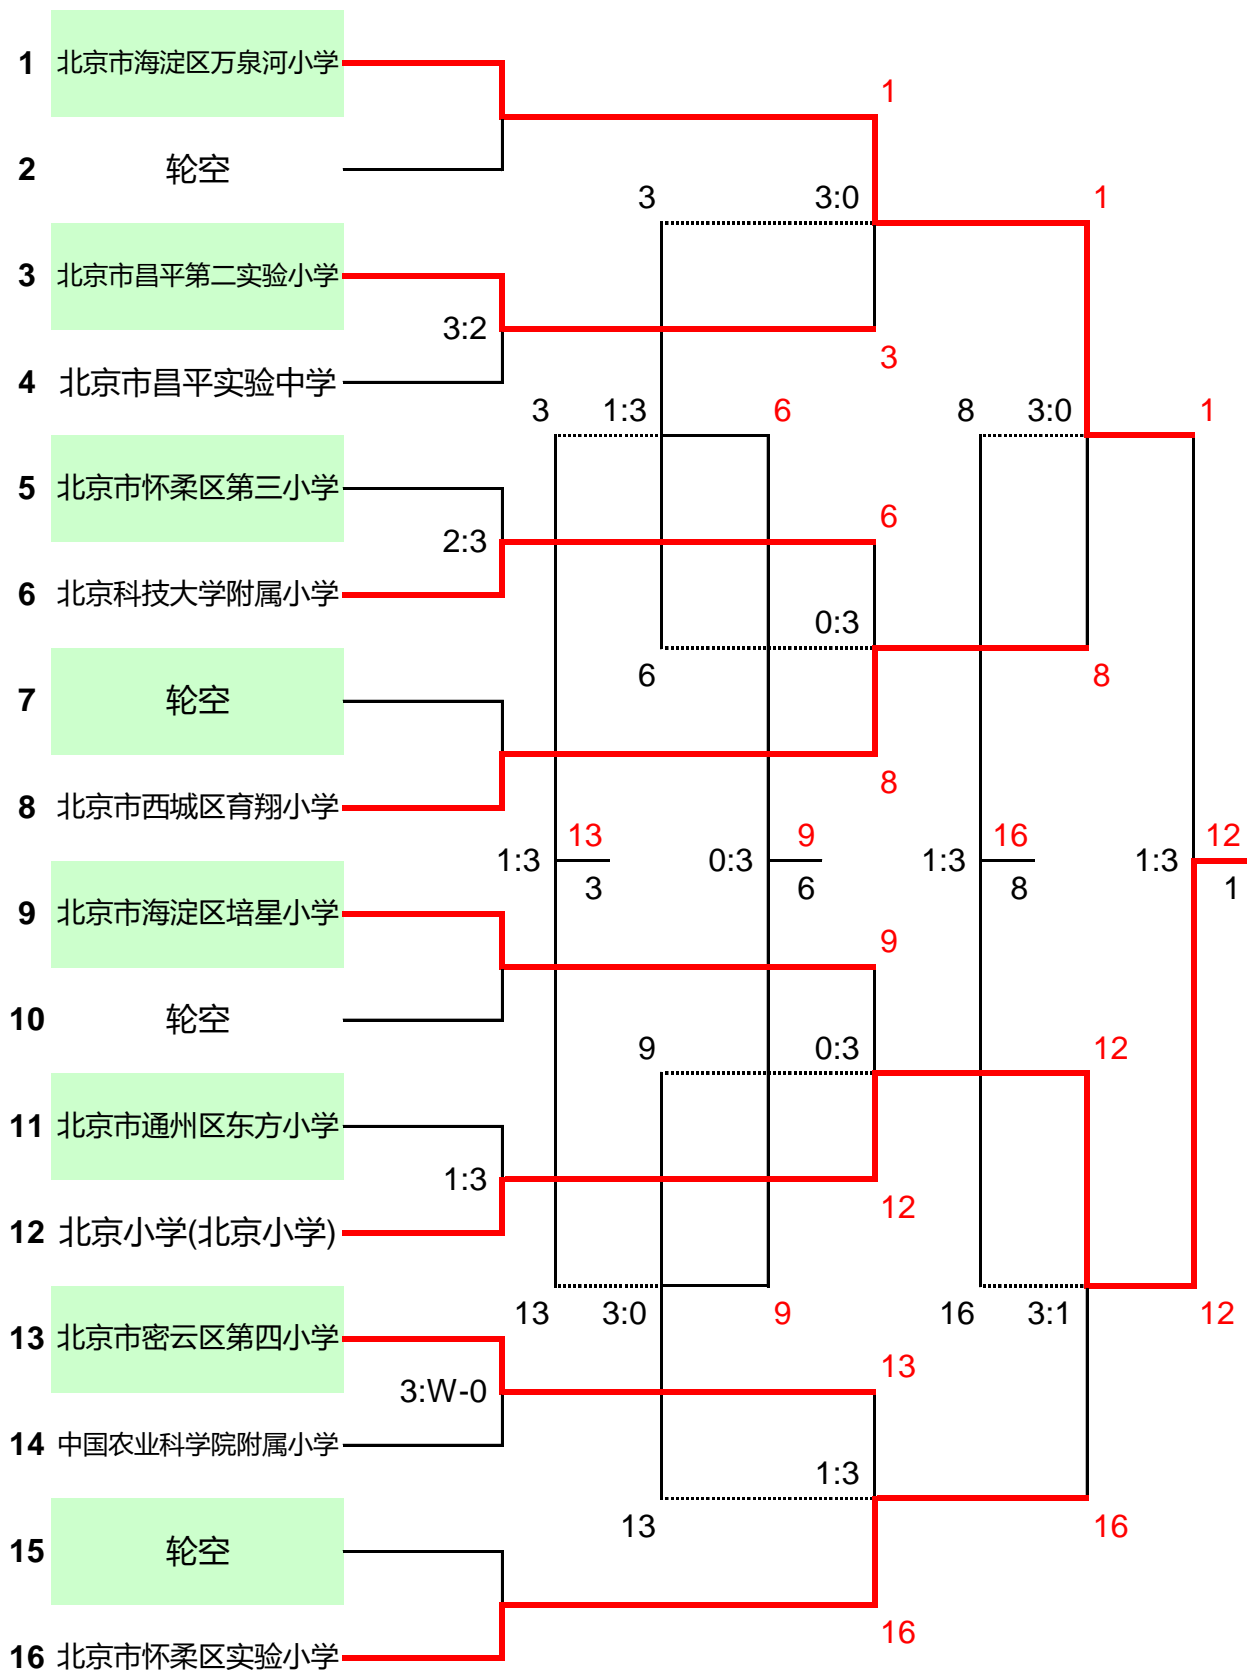 1 北京市海淀区万泉河小学
1
2 轮空
3 3:0 1
3 北京市昌平第二实验小学
3:2
3
4 北京市昌平实验中学
3 1:3 6 8 3:0 1
5 北京市怀柔区第三小学
6
2:3
6 北京科技大学附属小学
0:3
6 8
7 轮空
8
8 北京市西城区育翔小学
1:3 13 0:3 9 1:3 16 1:3 12
3 6 8 1
9 北京市海淀区培星小学
9
10 轮空
9 0:3 12
11 北京市通州区东方小学
1:3
12
12 北京小学(北京小学)
13 3:0 9 16 3:1 12
13 北京市密云区第四小学
13
3:W-0
14 中国农业科学院附属小学
1:3
13 16
15 轮空
16
16 北京市怀柔区实验小学